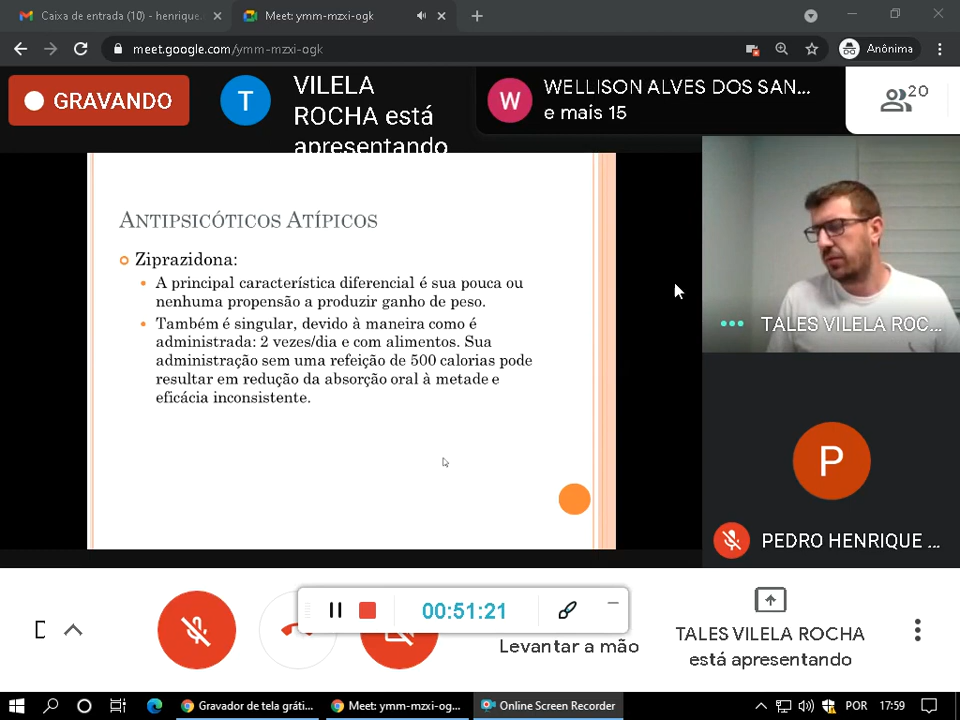 Caixa de entrada (10) - henrique.
Meet: ymm-mzxi-ogk
meet.google.com/ymm-mzxi-ogk
Anônima
GRAVANDO
T
VILELA
ROCHA está
apresentando
W
WELLISON ALVES DOS SAN...
e mais 15
20
ANTIPSICÓTICOS ATÍPICOS
Ziprazidona:
A principal característica diferencial é sua pouca ou
nenhuma propensão a produzir ganho de peso.
Também é singular, devido à maneira como é
administrada: 2 vezes/dia e com alimentos. Sua
administração sem uma refeição de 500 calorias pode
resultar em redução da absorção oral à metade e
eficácia inconsistente.
TALES VILELA ROC...
P
PEDRO HENRIQUE ...
00:51:21
Levantar a mão
TALES VILELA ROCHA
está apresentando
Gravador de tela gráti...
Meet: ymm-mzxi-og...
Online Screen Recorder
POR
17:59